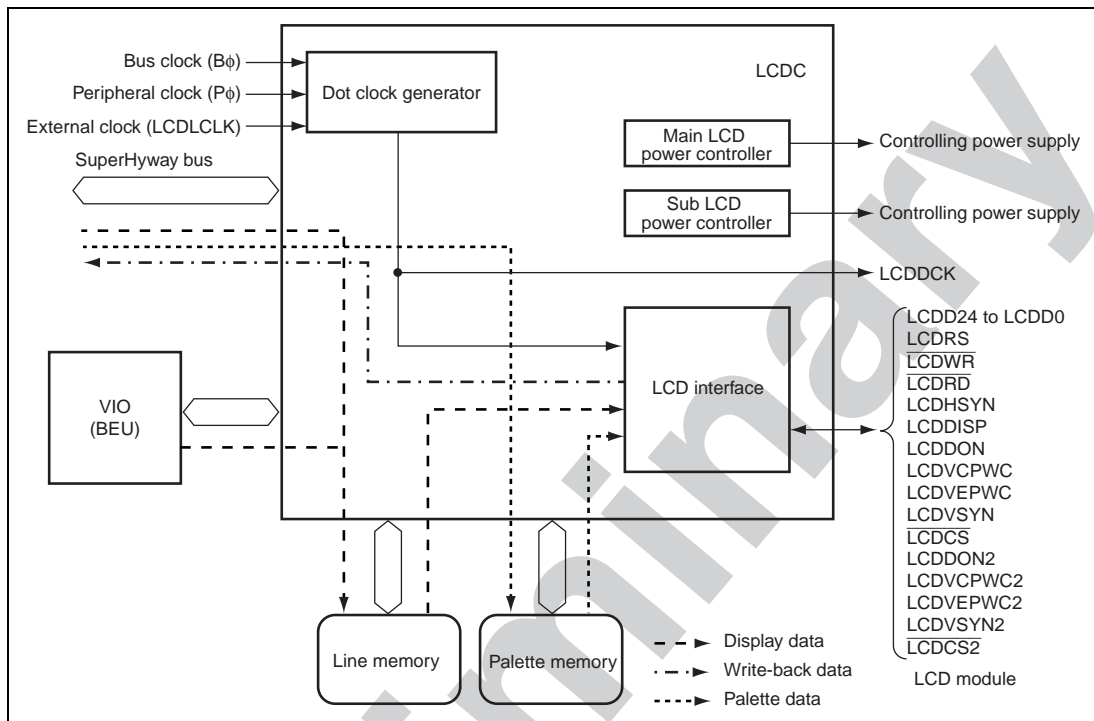 LCDC
Bus clock (Bϕ)
Peripheral clock (Pϕ)
External clock (LCDLCLK)
Dot clock generator
SuperHyway bus
Main LCD
power controller
Controlling power supply
Sub LCD
power controller
Controlling power supply
LCDDCK
VIO
(BEU)
LCD interface
LCDD24 to LCDD0
LCDRS
LCDWR
LCDRD
LCDHSYN
LCDDISP
LCDDON
LCDVCPWC
LCDVEPWC
LCDVSYN
LCDCS
LCDDON2
LCDVCPWC2
LCDVEPWC2
LCDVSYN2
LCDCS2
LCD module
Line memory
Palette memory
Display data
Write-back data
Palette data
iminary